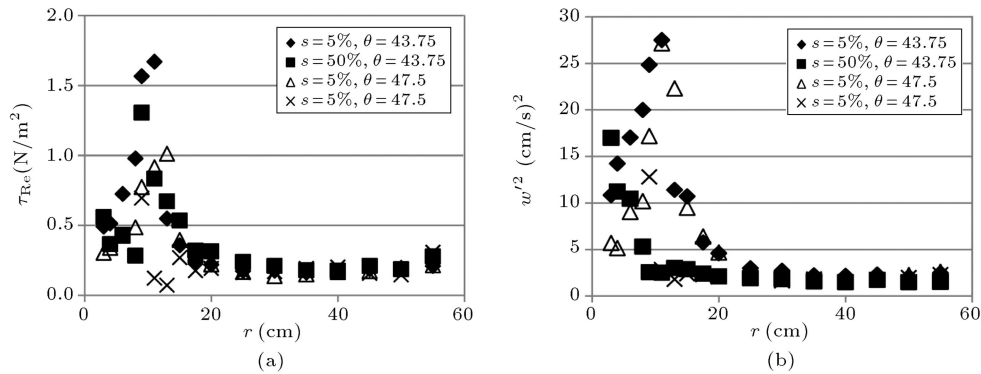 2.0
1.5
1.0
0.5
0.0
0
20
40
60
τRe(N/m²)
r (cm)
(a)
◆ s=5%, θ=43.75
■ s=50%, θ=43.75
△ s=5%, θ=47.5
× s=5%, θ=47.5
30
25
20
15
10
5
0
0
20
40
60
w′² (cm/s)²
r (cm)
(b)
◆ s=5%, θ=43.75
■ s=50%, θ=43.75
△ s=5%, θ=47.5
× s=5%, θ=47.5